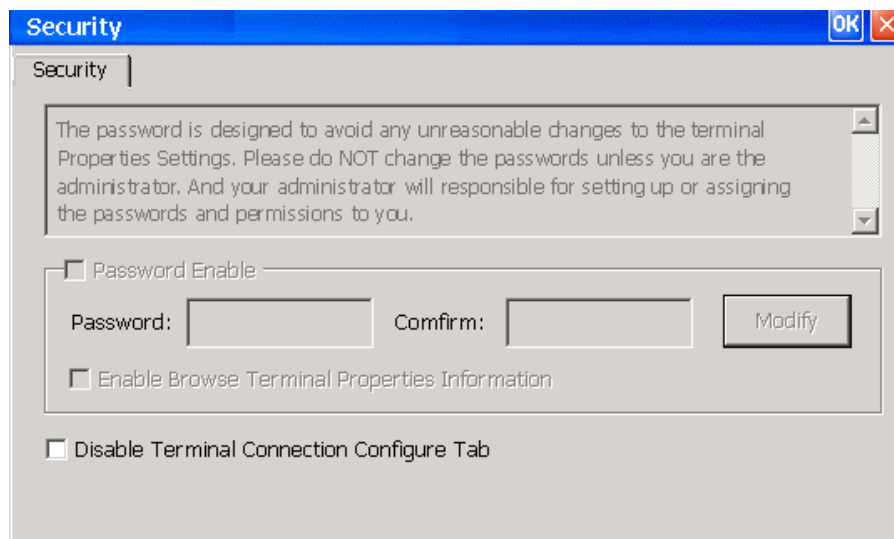 Security
OK
Security
The password is designed to avoid any unreasonable changes to the terminal
Properties Settings. Please do NOT change the passwords unless you are the
administrator. And your administrator will responsible for setting up or assigning
the passwords and permissions to you.
Password Enable
Password: Comfirm: Modify
Enable Browse Terminal Properties Information
Disable Terminal Connection Configure Tab